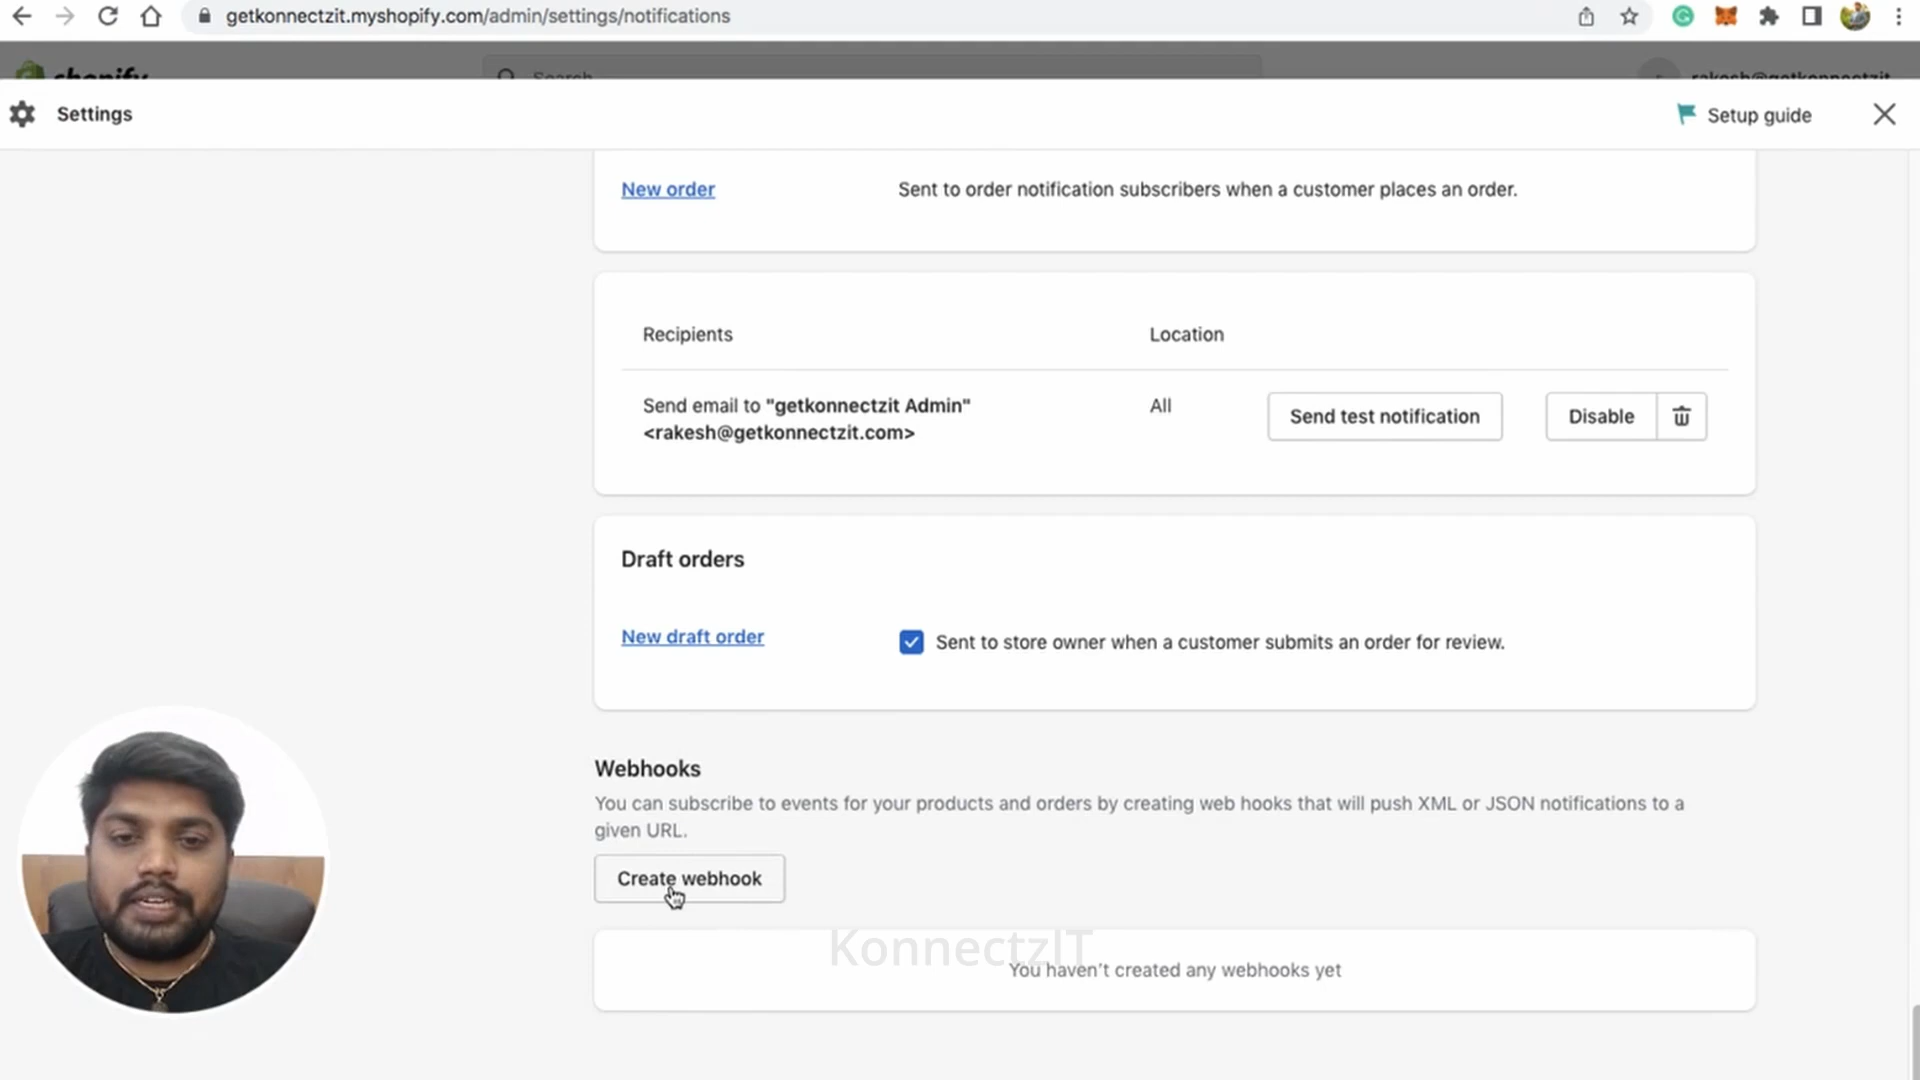 getkonnectzit.myshopify.com/admin/settings/notifications
shopify
Search
rakesh@getkonnectzit
Settings
Setup guide
New order
Sent to order notification subscribers when a customer places an order.
Recipients
Location
Send email to "getkonnectzit Admin"
<rakesh@getkonnectzit.com>
All
Send test notification
Disable
Draft orders
New draft order
Sent to store owner when a customer submits an order for review.
Webhooks
You can subscribe to events for your products and orders by creating web hooks that will push XML or JSON notifications to a
given URL.
Create webhook
KonnectzIT
You haven't created any webhooks yet